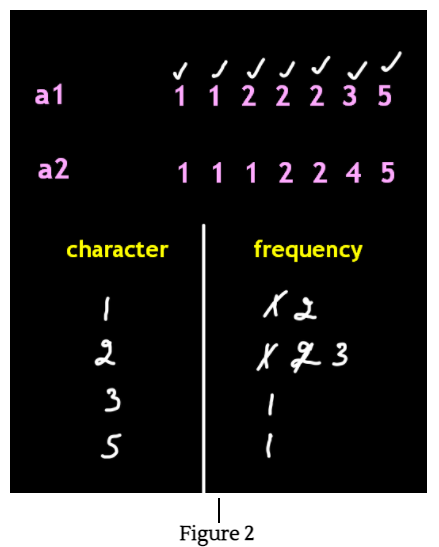 a1 1 1 2 2 2 3 5
a2 1 1 1 2 2 4 5
character frequency
1 1 2
2 1 2 3
3 1
5 1
Figure 2